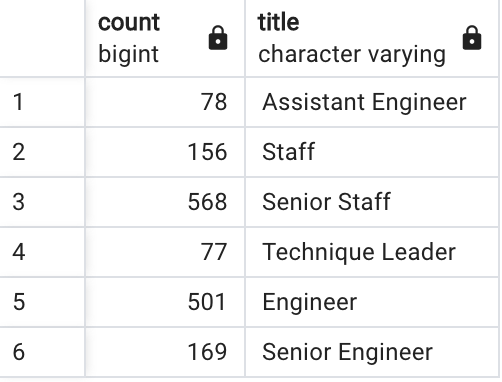 count title
bigint character varying
1 78 Assistant Engineer
2 156 Staff
3 568 Senior Staff
4 77 Technique Leader
5 501 Engineer
6 169 Senior Engineer